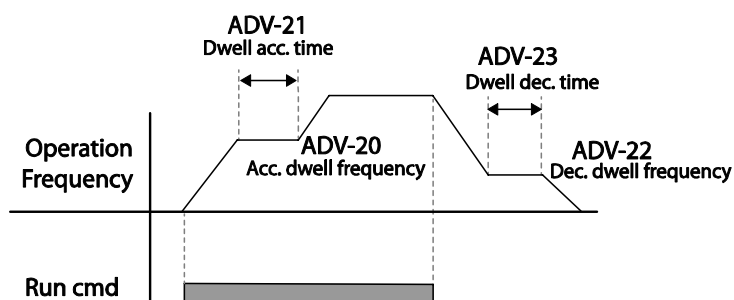 ADV-21
Dwell acc. time
ADV-23
Dwell dec. time
Operation
Frequency
ADV-20
Acc. dwell frequency
ADV-22
Dec. dwell frequency
Run cmd